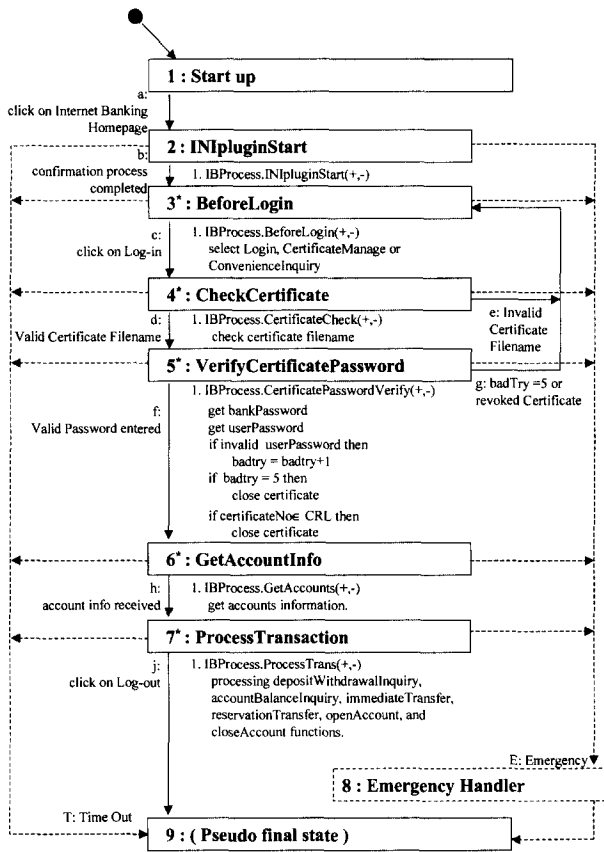 1 : Start up
a:
click on Internet Banking
Homepage
2 : INIpluginStart
b:
confirmation process
completed
1. IBProcess.INIpluginStart(+,-)
3* : BeforeLogin
c:
click on Log-in
1. IBProcess.BeforeLogin(+,-)
select Login, CertificateManage or
ConvenienceInquiry
4* : CheckCertificate
d:
Valid Certificate Filename
1. IBProcess.CertificateCheck(+,-)
check certificate filename
e: Invalid
Certificate
Filename
5* : VerifyCertificatePassword
g: badTry =5 or
revoked Certificate
f:
Valid Password entered
1. IBProcess.CertificatePasswordVerify(+,-)
get bankPassword
get userPassword
if invalid userPassword then
badtry = badtry+1
if badtry = 5 then
close certificate
if certificateNo∈ CRL then
close certificate
6* : GetAccountInfo
h:
account info received
1. IBProcess.GetAccounts(+,-)
get accounts information.
7* : ProcessTransaction
j:
click on Log-out
1. IBProcess.ProcessTrans(+,-)
processing depositWithdrawalInquiry,
accountBalanceInquiry, immediateTransfer,
reservationTransfer, openAccount, and
closeAccount functions.
E: Emergency
8 : Emergency Handler
T: Time Out
9 : ( Pseudo final state )